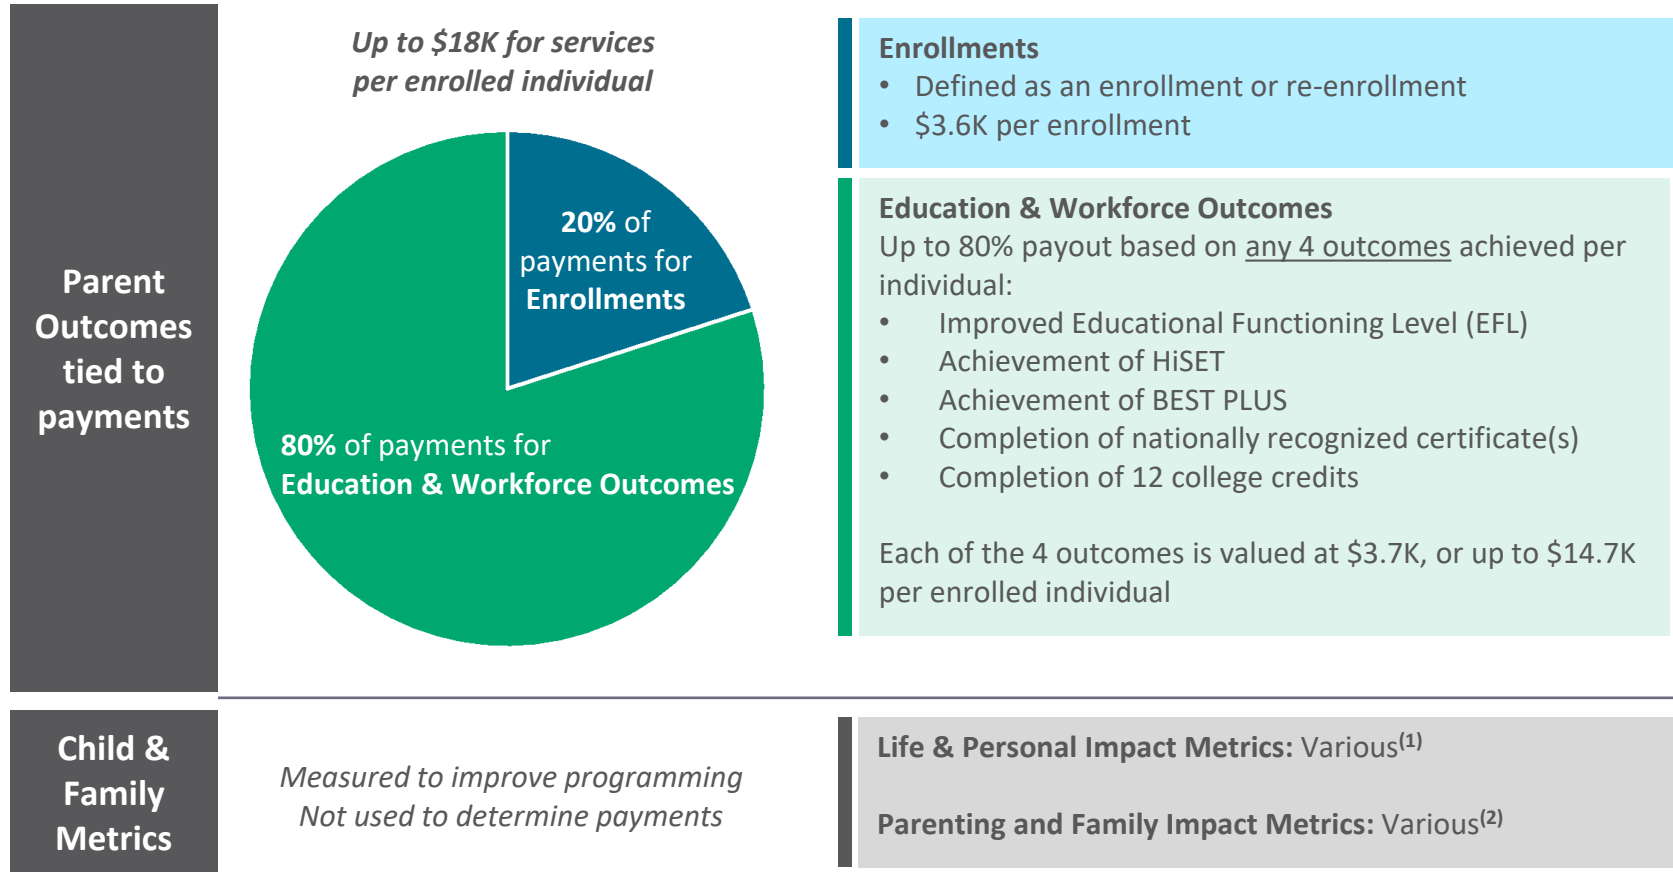 Parent
Outcomes
tied to
payments
Up to $18K for services
per enrolled individual
20% of
payments for
Enrollments
80% of payments for
Education & Workforce Outcomes
Enrollments
• Defined as an enrollment or re-enrollment
• $3.6K per enrollment
Education & Workforce Outcomes
Up to 80% payout based on any 4 outcomes achieved per
individual:
• Improved Educational Functioning Level (EFL)
• Achievement of HiSET
• Achievement of BEST PLUS
• Completion of nationally recognized certificate(s)
• Completion of 12 college credits
Each of the 4 outcomes is valued at $3.7K, or up to $14.7K
per enrolled individual
Child &
Family
Metrics
Measured to improve programming
Not used to determine payments
Life & Personal Impact Metrics: Various(1)
Parenting and Family Impact Metrics: Various(2)